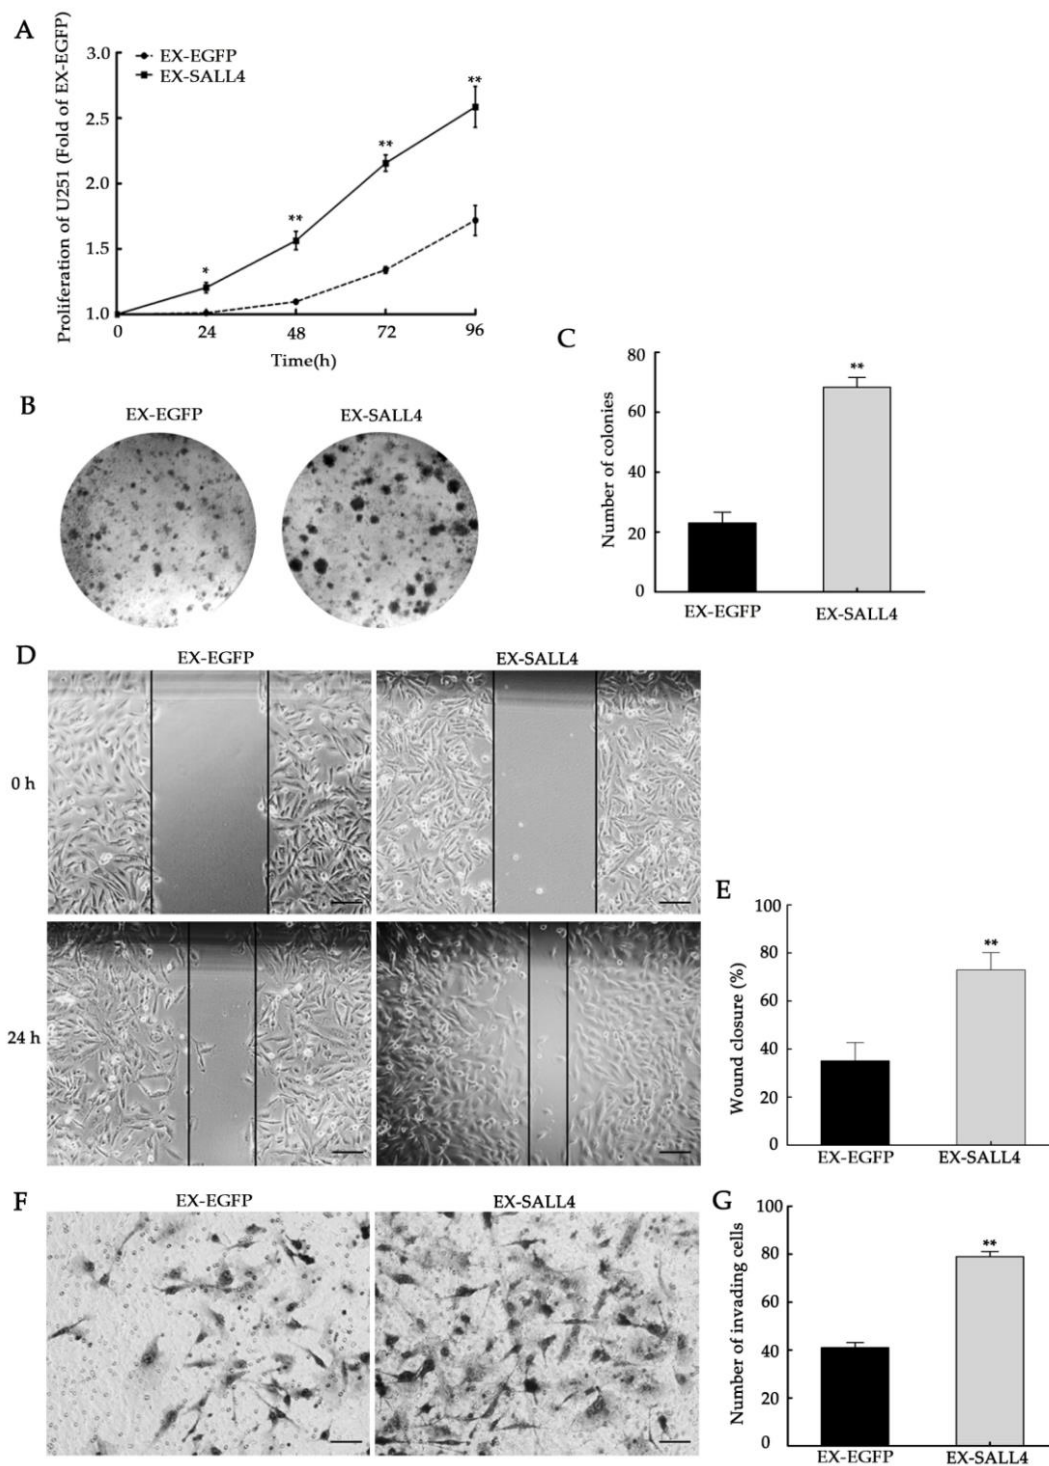 A
Proliferation of U251 (Fold of EX-EGFP)
3.0
2.5
2.0
1.5
1.0
EX-EGFP
EX-SALL4
*
**
**
**
0
24
48
72
96
Time(h)
B
EX-EGFP
EX-SALL4
C
Number of colonies
80
60
40
20
0
**
EX-EGFP
EX-SALL4
D
EX-EGFP
EX-SALL4
0 h
24 h
E
Wound closure (%)
100
80
60
40
20
0
**
EX-EGFP
EX-SALL4
F
EX-EGFP
EX-SALL4
G
Number of invading cells
100
80
60
40
20
0
**
EX-EGFP
EX-SALL4